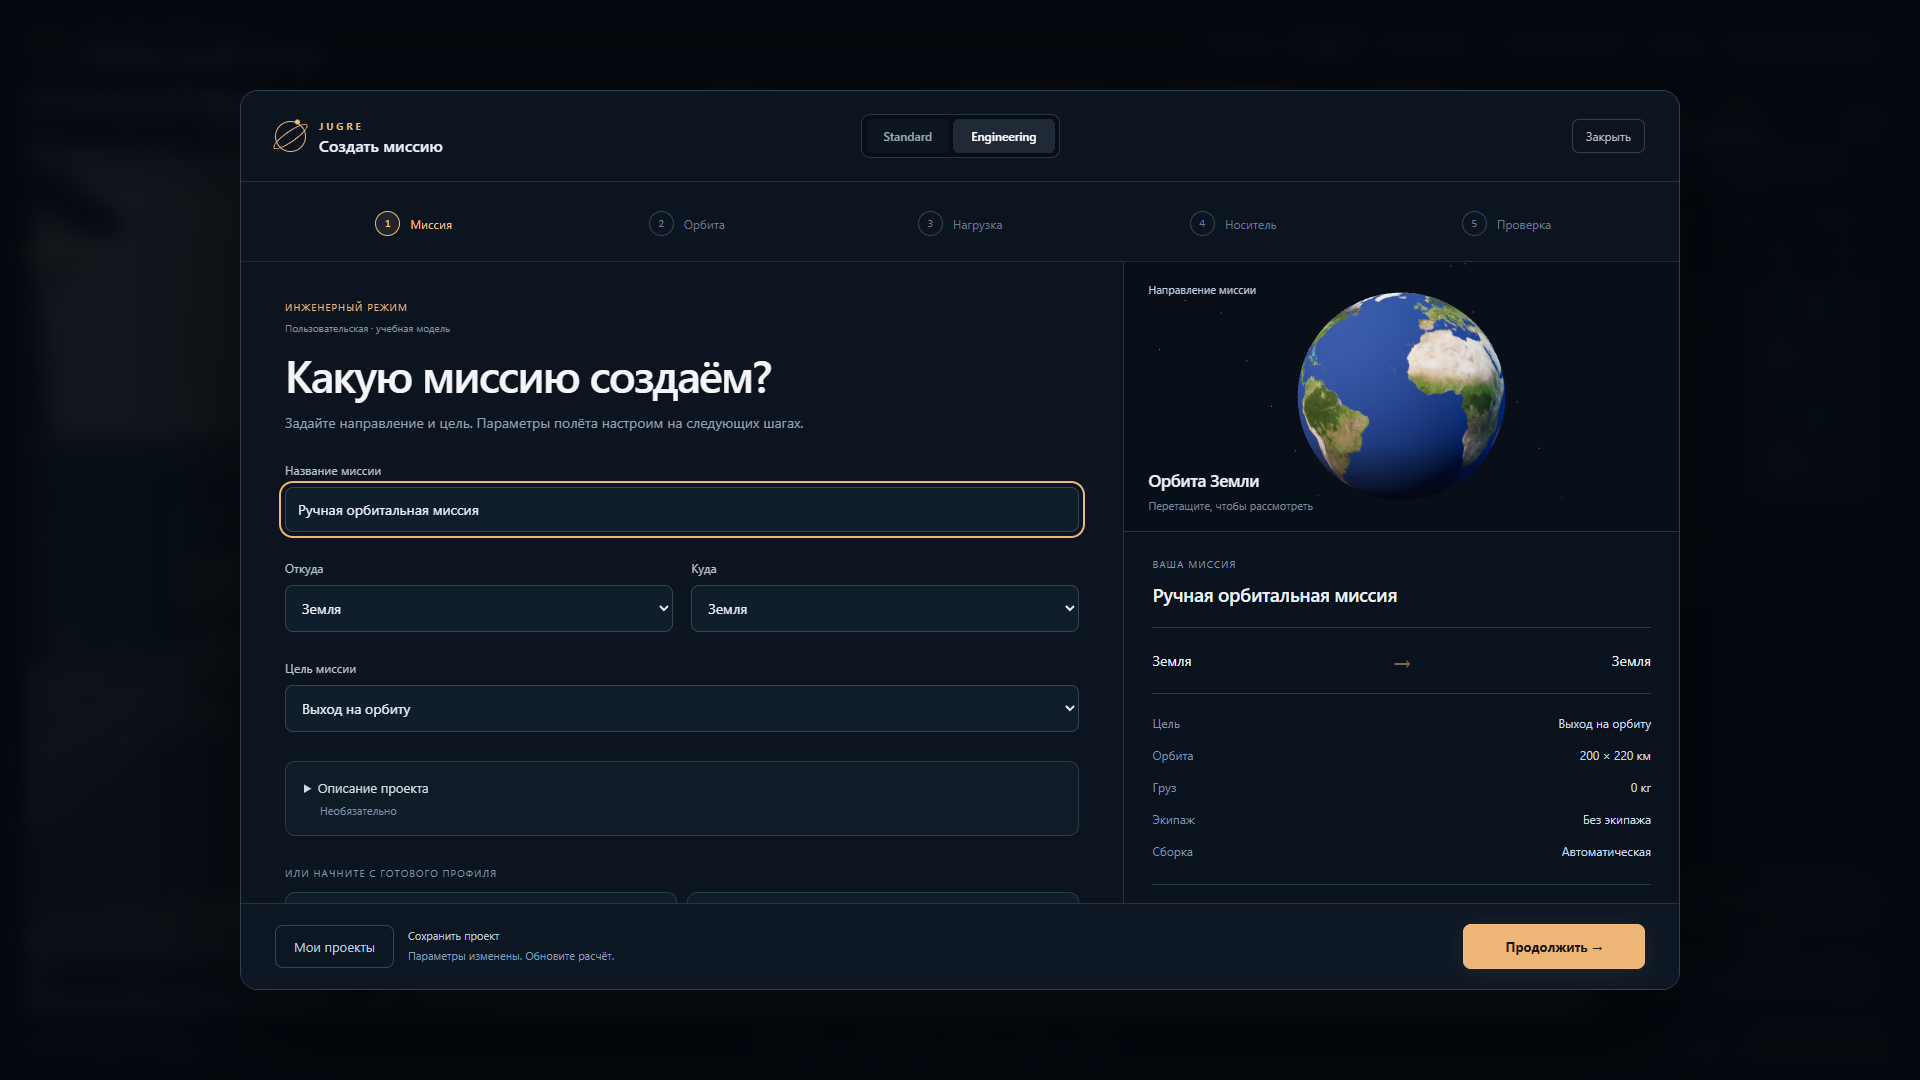 JUGRE
Создать миссию
Standard
Engineering
Закрыть
1 Миссия
2 Орбита
3 Нагрузка
4 Носитель
5 Проверка
ИНЖЕНЕРНЫЙ РЕЖИМ
Пользовательская · учебная модель
Какую миссию создаём?
Задайте направление и цель. Параметры полёта настроим на следующих шагах.
Название миссии
Ручная орбитальная миссия
Откуда
Куда
Земля
Земля
Цель миссии
Выход на орбиту
Описание проекта
Необязательно
ИЛИ НАЧНИТЕ С ГОТОВОГО ПРОФИЛЯ
Направление миссии
Орбита Земли
Перетащите, чтобы рассмотреть
ВАША МИССИЯ
Ручная орбитальная миссия
Земля → Земля
Цель Выход на орбиту
Орбита 200 × 220 км
Груз 0 кг
Экипаж Без экипажа
Сборка Автоматическая
Мои проекты
Сохранить проект
Параметры изменены. Обновите расчёт.
Продолжить →